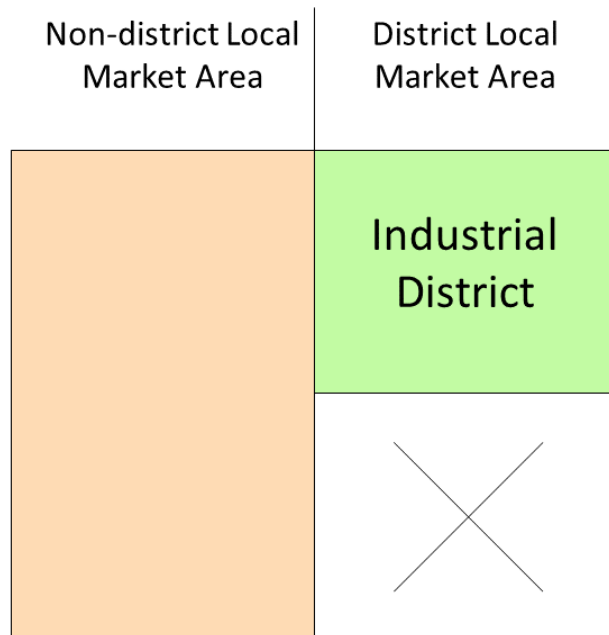 Non-district Local
Market Area
District Local
Market Area
Industrial
District